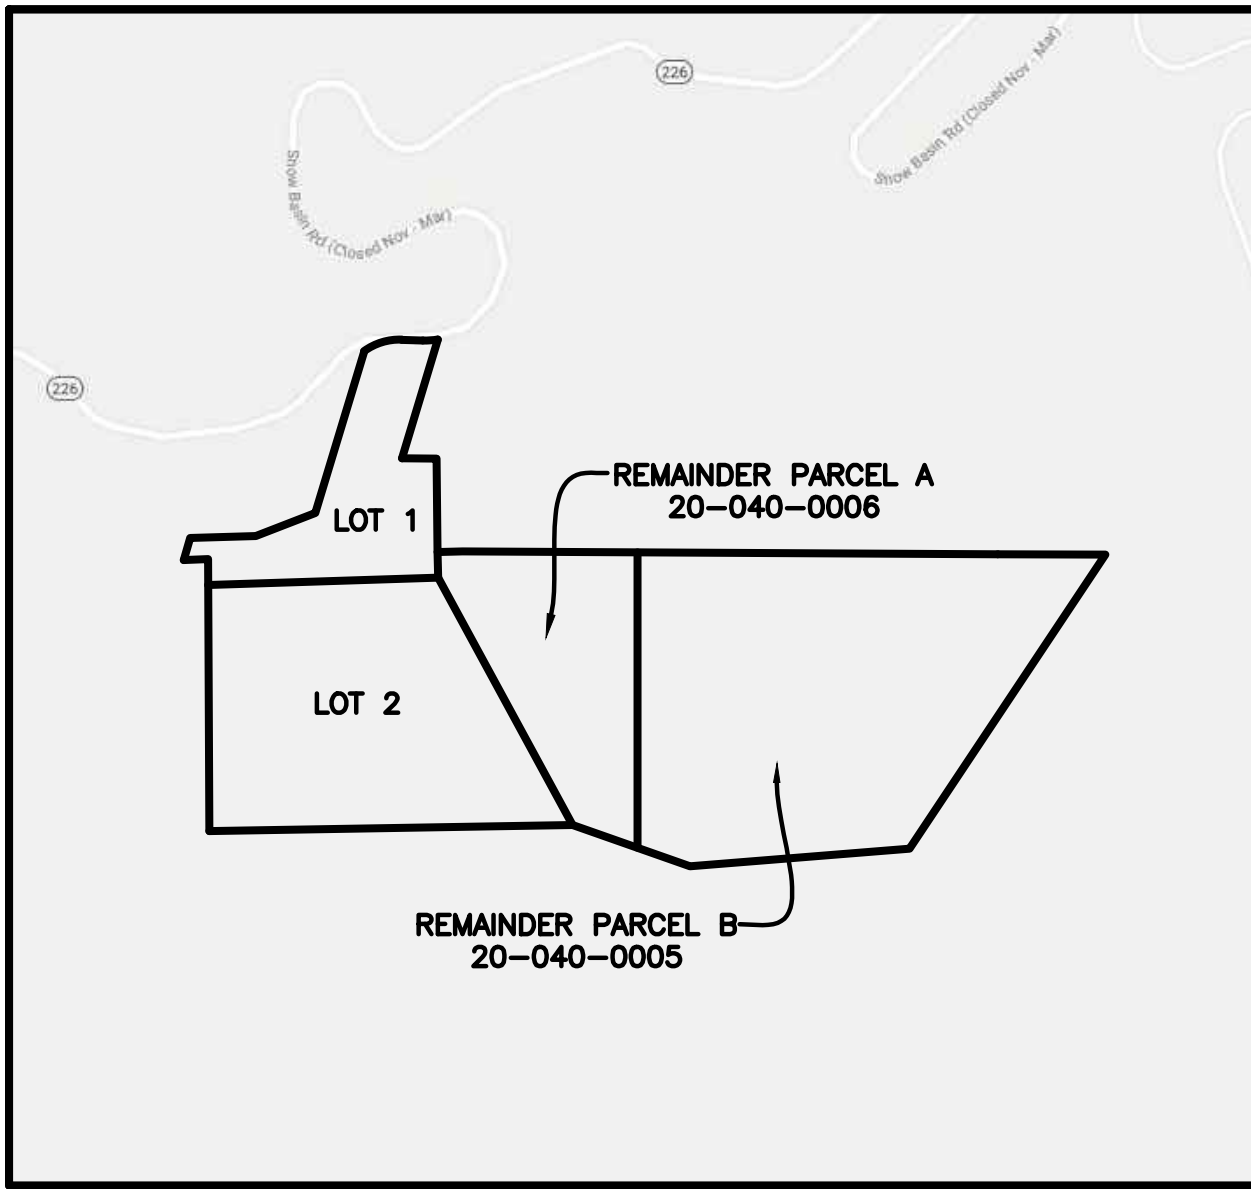 226
Snow Basin Rd (Closed Nov - Mar)
Snow Basin Rd (Closed Nov - Mar)
226
REMAINDER PARCEL A
20-040-0006
LOT 1
LOT 2
REMAINDER PARCEL B
20-040-0005